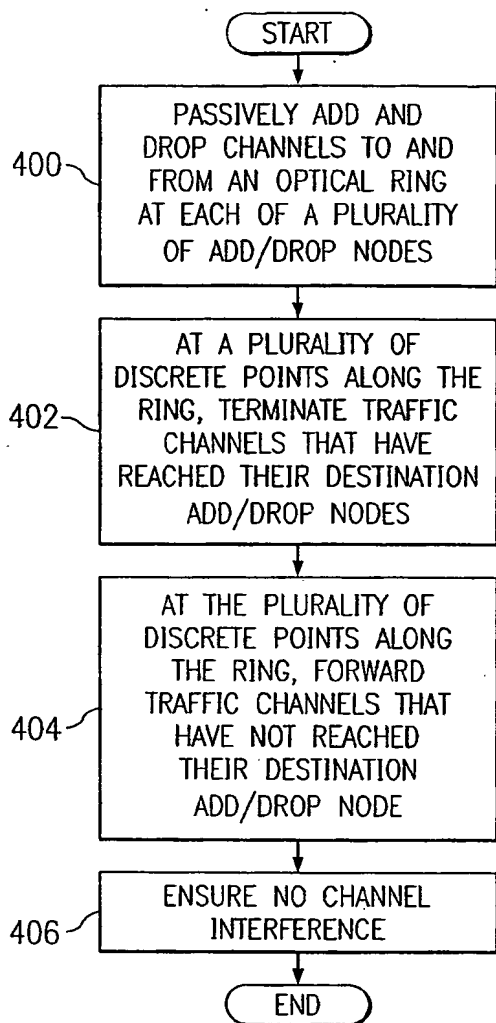 START
400
PASSIVELY ADD AND
DROP CHANNELS TO AND
FROM AN OPTICAL RING
AT EACH OF A PLURALITY
OF ADD/DROP NODES
402
AT A PLURALITY OF
DISCRETE POINTS ALONG THE
RING, TERMINATE TRAFFIC
CHANNELS THAT HAVE
REACHED THEIR DESTINATION
ADD/DROP NODES
404
AT THE PLURALITY OF
DISCRETE POINTS ALONG
THE RING, FORWARD
TRAFFIC CHANNELS THAT
HAVE NOT REACHED
THEIR DESTINATION
ADD/DROP NODE
406
ENSURE NO CHANNEL
INTERFERENCE
END